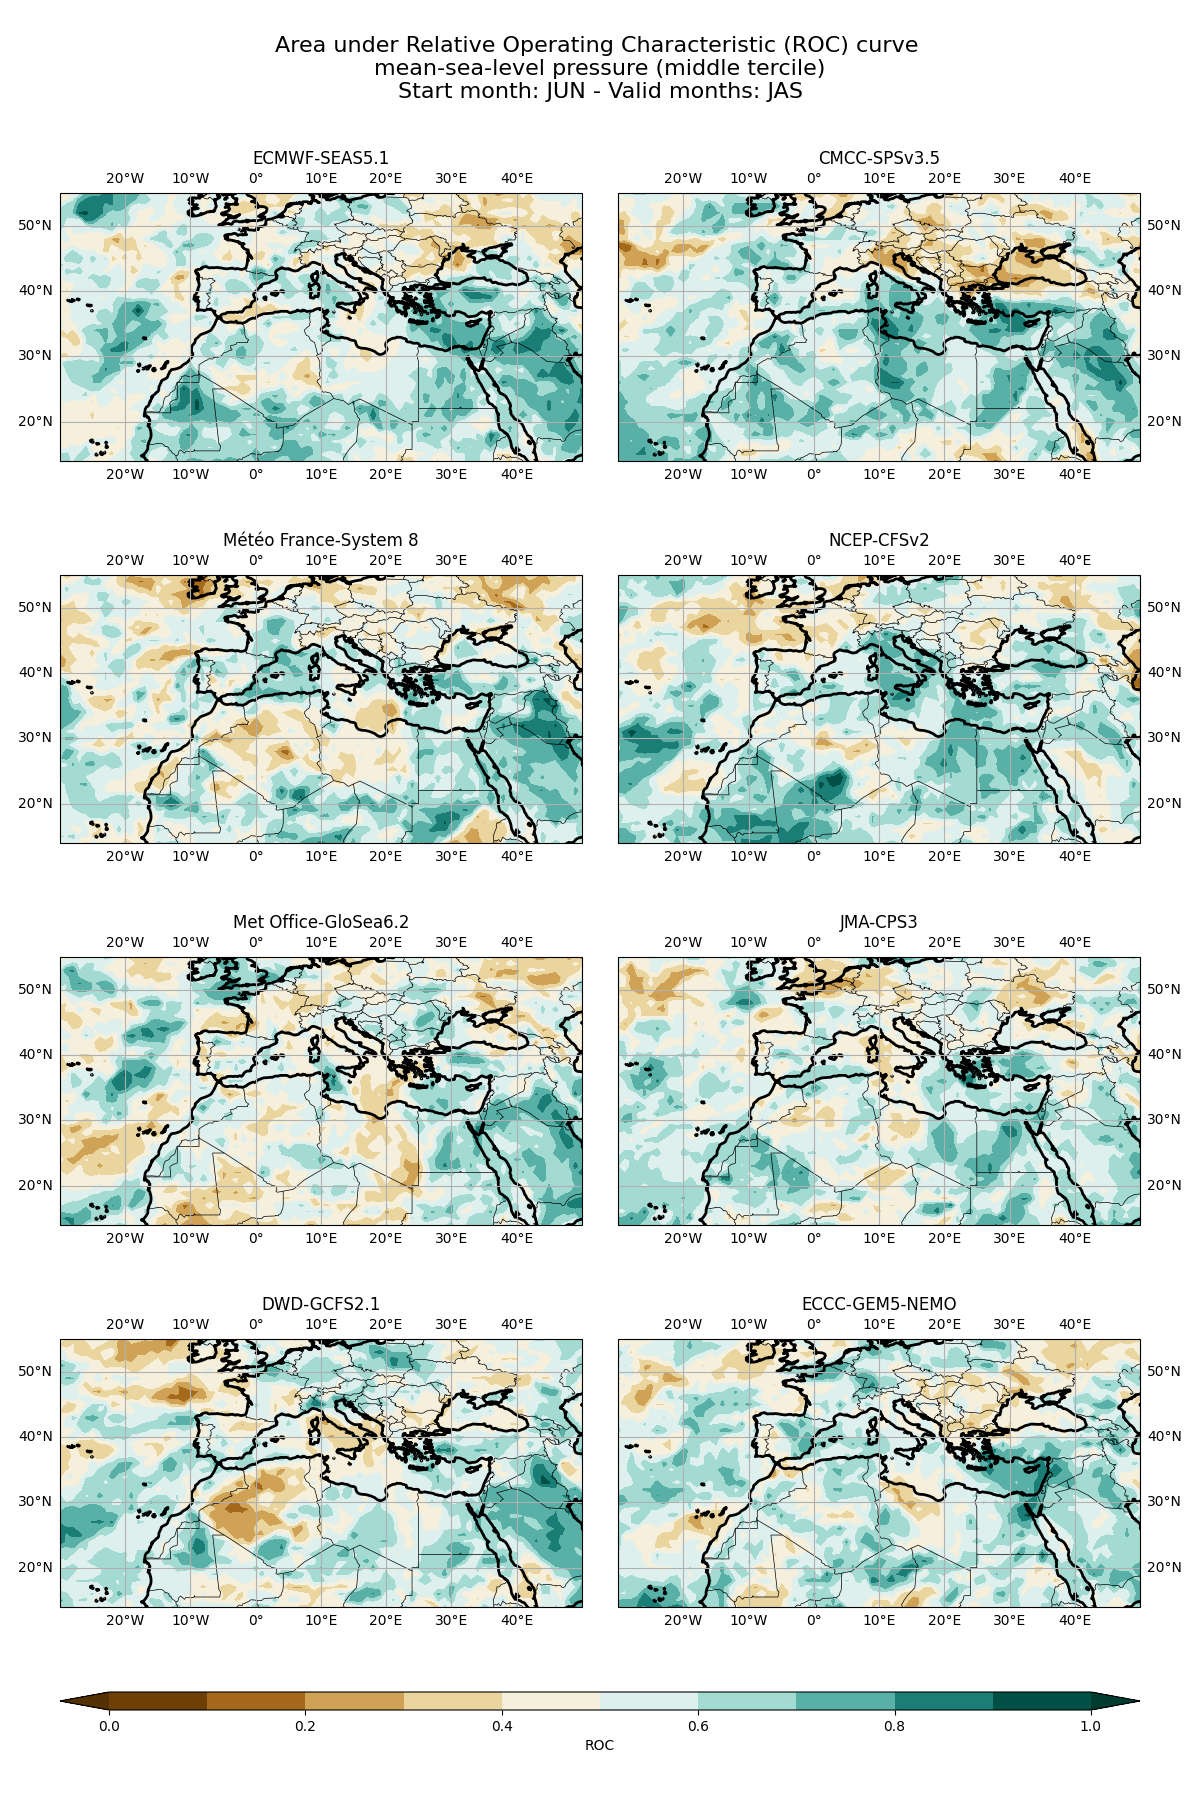 Area under Relative Operating Characteristic (ROC) curve
mean-sea-level pressure (middle tercile)
Start month: JUN - Valid months: JAS
ECMWF-SEAS5.1
20°W 10°W 0° 10°E 20°E 30°E 40°E
50°N
40°N
30°N
20°N
20°W 10°W 0° 10°E 20°E 30°E 40°E
CMCC-SPSv3.5
20°W 10°W 0° 10°E 20°E 30°E 40°E
50°N
40°N
30°N
20°N
20°W 10°W 0° 10°E 20°E 30°E 40°E
Météo France-System 8
20°W 10°W 0° 10°E 20°E 30°E 40°E
50°N
40°N
30°N
20°N
20°W 10°W 0° 10°E 20°E 30°E 40°E
NCEP-CFSv2
20°W 10°W 0° 10°E 20°E 30°E 40°E
50°N
40°N
30°N
20°N
20°W 10°W 0° 10°E 20°E 30°E 40°E
Met Office-GloSea6.2
20°W 10°W 0° 10°E 20°E 30°E 40°E
50°N
40°N
30°N
20°N
20°W 10°W 0° 10°E 20°E 30°E 40°E
JMA-CPS3
20°W 10°W 0° 10°E 20°E 30°E 40°E
50°N
40°N
30°N
20°N
20°W 10°W 0° 10°E 20°E 30°E 40°E
DWD-GCFS2.1
20°W 10°W 0° 10°E 20°E 30°E 40°E
50°N
40°N
30°N
20°N
20°W 10°W 0° 10°E 20°E 30°E 40°E
ECCC-GEM5-NEMO
20°W 10°W 0° 10°E 20°E 30°E 40°E
50°N
40°N
30°N
20°N
20°W 10°W 0° 10°E 20°E 30°E 40°E
0.0 0.2 0.4 0.6 0.8 1.0
ROC